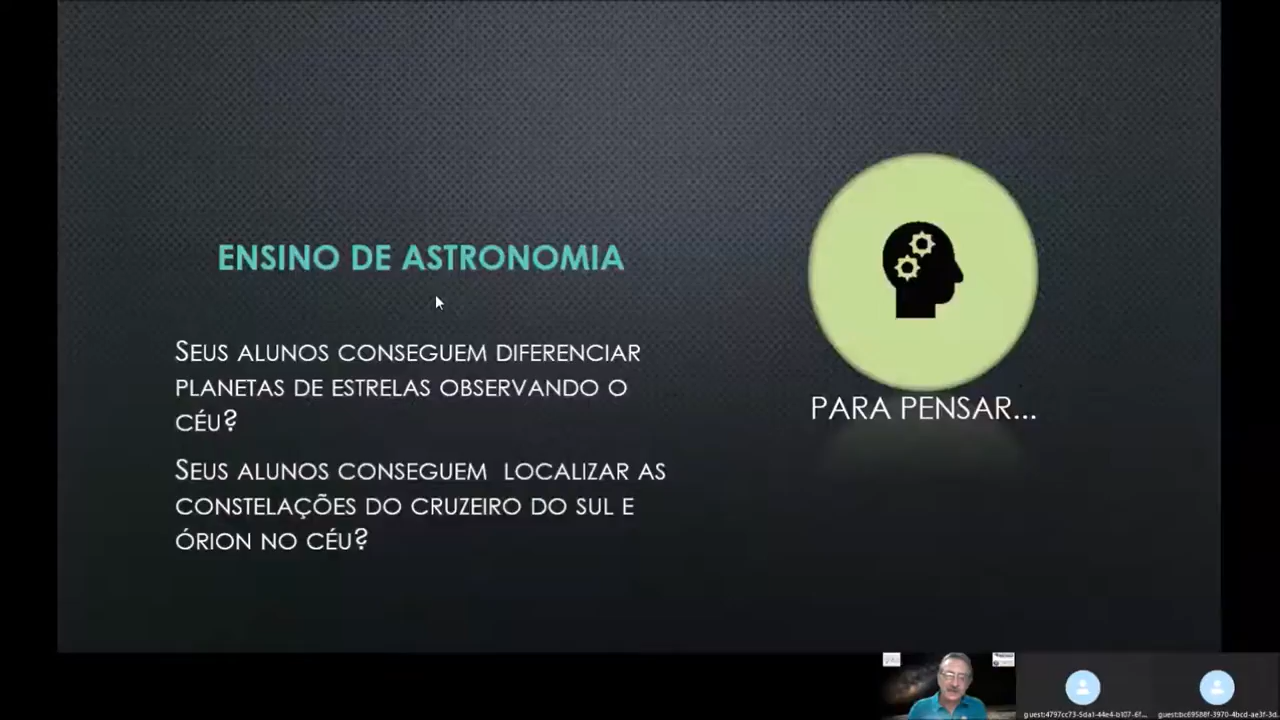 ENSINO DE ASTRONOMIA
SEUS ALUNOS CONSEGUEM DIFERENCIAR
PLANETAS DE ESTRELAS OBSERVANDO O
CÉU?
SEUS ALUNOS CONSEGUEM LOCALIZAR AS
CONSTELAÇÕES DO CRUZEIRO DO SUL E
ÓRION NO CÉU?
PARA PENSAR...